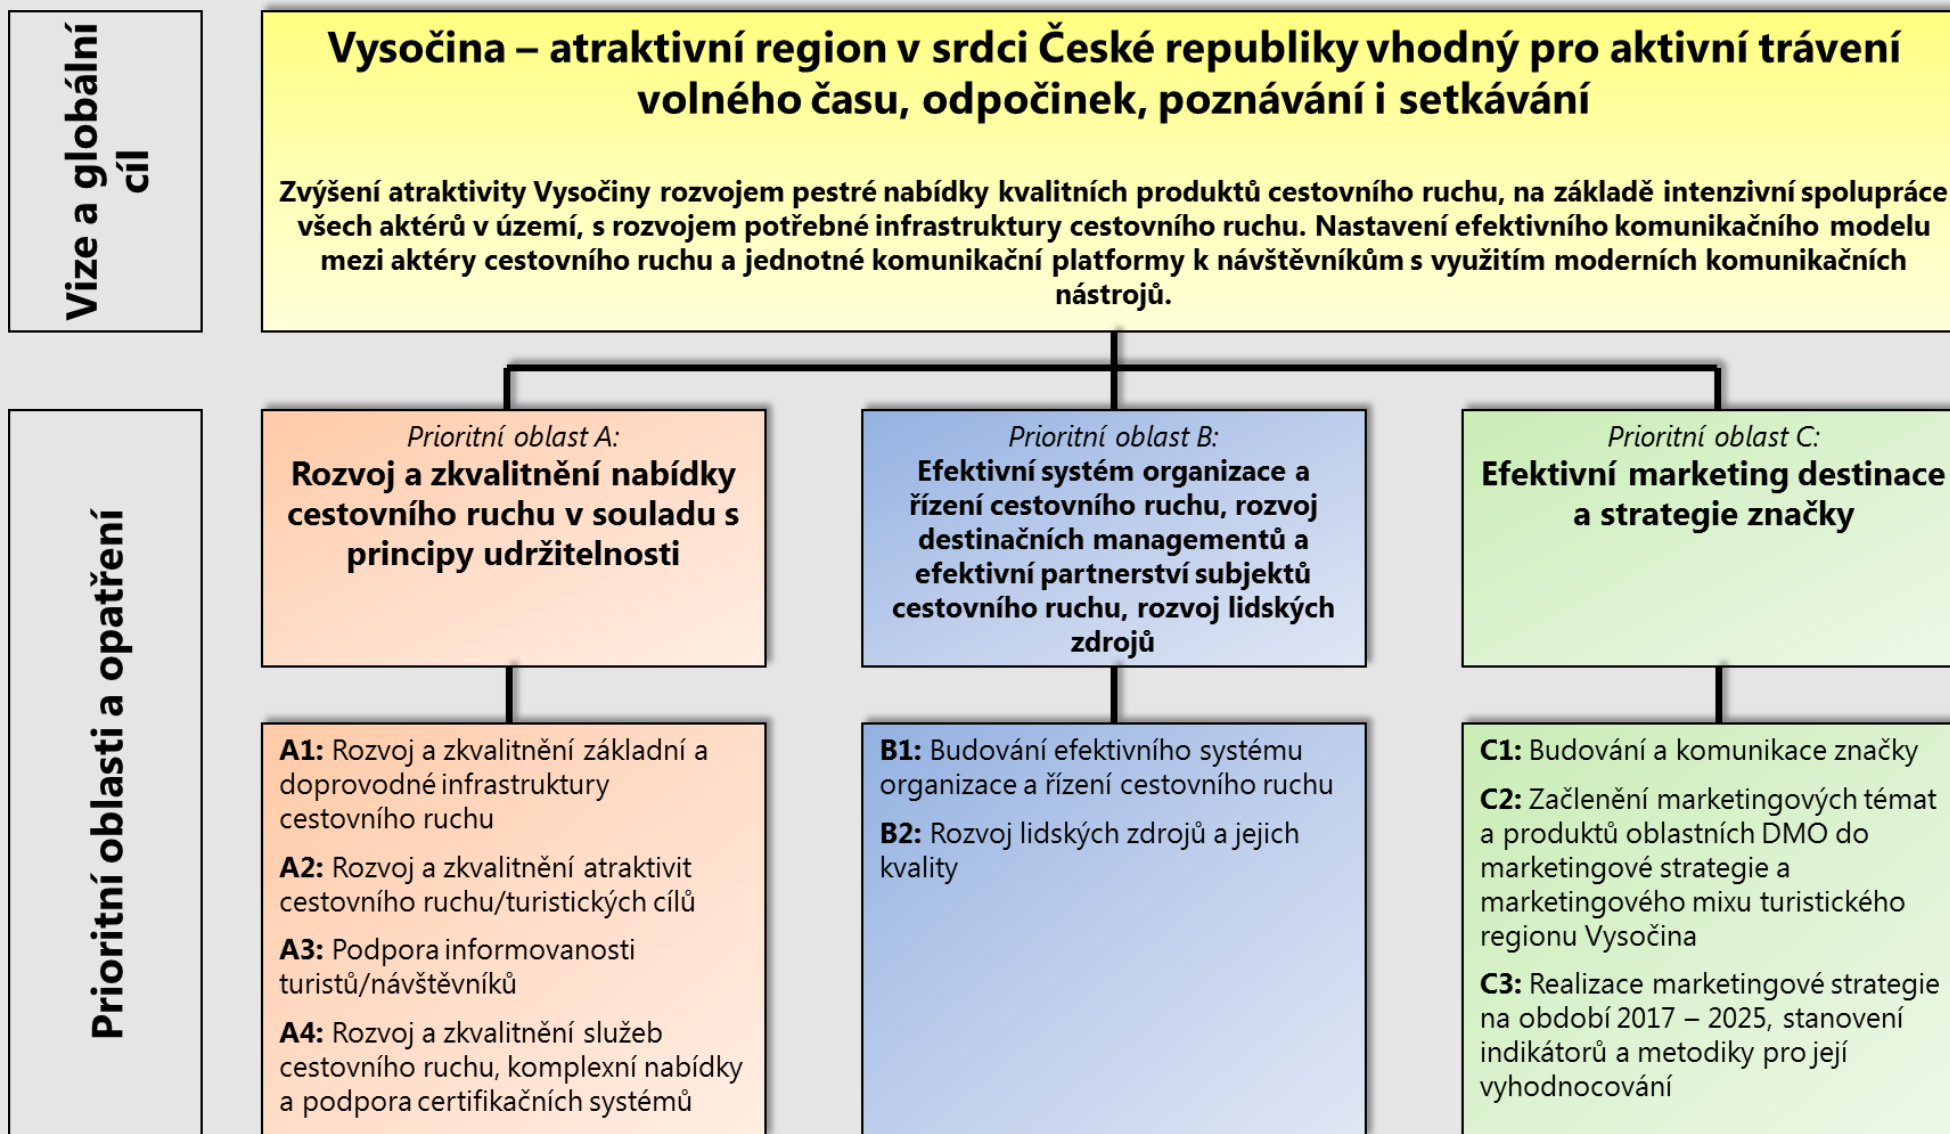 Vize a globální
cíl
Vysočina – atraktivní region v srdci České republiky vhodný pro aktivní trávení
volného času, odpočinek, poznávání i setkávání
Zvýšení atraktivity Vysočiny rozvojem pestré nabídky kvalitních produktů cestovního ruchu, na základě intenzivní spolupráce
všech aktérů v území, s rozvojem potřebné infrastruktury cestovního ruchu. Nastavení efektivního komunikačního modelu
mezi aktéry cestovního ruchu a jednotné komunikační platformy k návštěvníkům s využitím moderních komunikačních
nástrojů.
Prioritní oblasti a opatření
Prioritní oblast A:
Rozvoj a zkvalitnění nabídky
cestovního ruchu v souladu s
principy udržitelnosti
Prioritní oblast B:
Efektivní systém organizace a
řízení cestovního ruchu, rozvoj
destinačních managementů a
efektivní partnerství subjektů
cestovního ruchu, rozvoj lidských
zdrojů
Prioritní oblast C:
Efektivní marketing destinace
a strategie značky
A1: Rozvoj a zkvalitnění základní a
doprovodné infrastruktury
cestovního ruchu
A2: Rozvoj a zkvalitnění atraktivit
cestovního ruchu/turistických cílů
A3: Podpora informovanosti
turistů/návštěvníků
A4: Rozvoj a zkvalitnění služeb
cestovního ruchu, komplexní nabídky
a podpora certifikačních systémů
B1: Budování efektivního systému
organizace a řízení cestovního ruchu
B2: Rozvoj lidských zdrojů a jejich
kvality
C1: Budování a komunikace značky
C2: Začlenění marketingových témat
a produktů oblastních DMO do
marketingové strategie a
marketingového mixu turistického
regionu Vysočina
C3: Realizace marketingové strategie
na období 2017 – 2025, stanovení
indikátorů a metodiky pro její
vyhodnocování